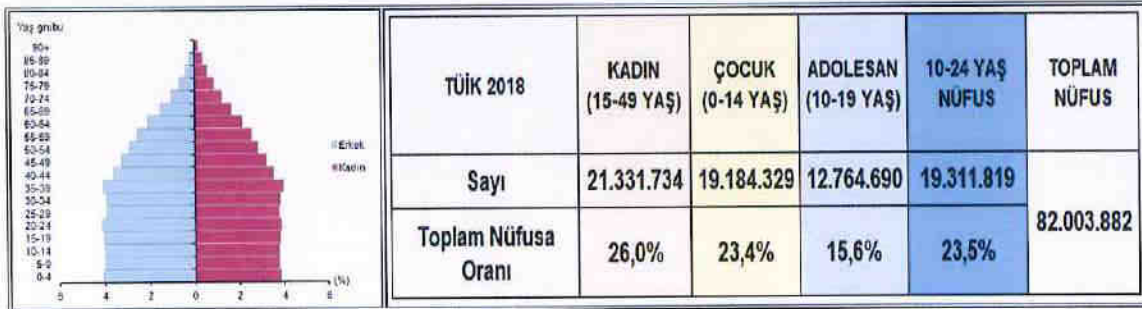 Yaş grubu
90+
85-89
80-84
75-79
70-74
65-69
60-64
55-59
50-54
45-49
40-44
35-39
30-34
25-29
20-24
15-19
10-14
5-9
0-4
6 4 2 0 2 4 6 (%)
Erkek
Kadın
TÜİK 2018
KADIN
(15-49 YAŞ)
ÇOCUK
(0-14 YAŞ)
ADOLESAN
(10-19 YAŞ)
10-24 YAŞ
NÜFUS
TOPLAM
NÜFUS
Sayı 21.331.734 19.184.329 12.764.690 19.311.819 82.003.882
Toplam Nüfusa
Oranı
26,0% 23,4% 15,6% 23,5%